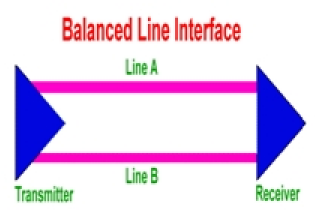 Balanced Line Interface
Line A
Line B
Transmitter
Receiver